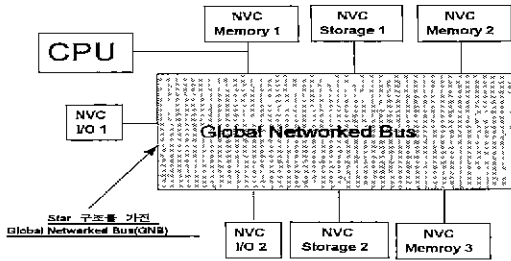 NVC
Memory 1
NVC
Storage 1
NVC
Memory 2
CPU
NVC
I/O 1
Global Networked Bus
Star 구조를 가진
Global Networked Bus(GNB)
NVC
I/O 2
NVC
Storage 2
NVC
Memroy 3